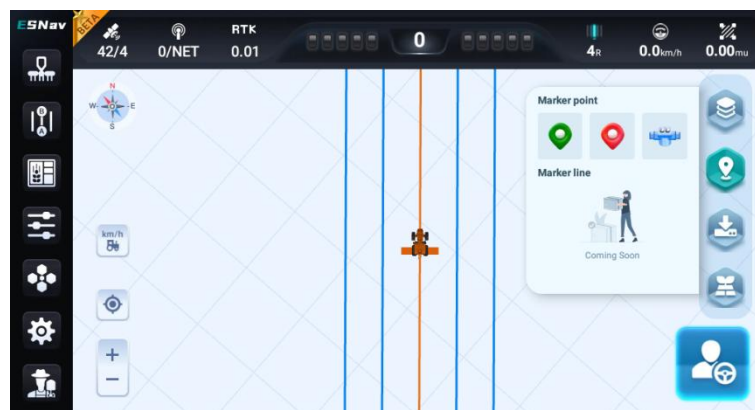 ESNav
BETA
42/4
0/NET
RTK
0.01
0
4R
0.0km/h
0.00mu
B
A
N
W
E
S
km/h
+
−
Marker point
Marker line
Coming Soon